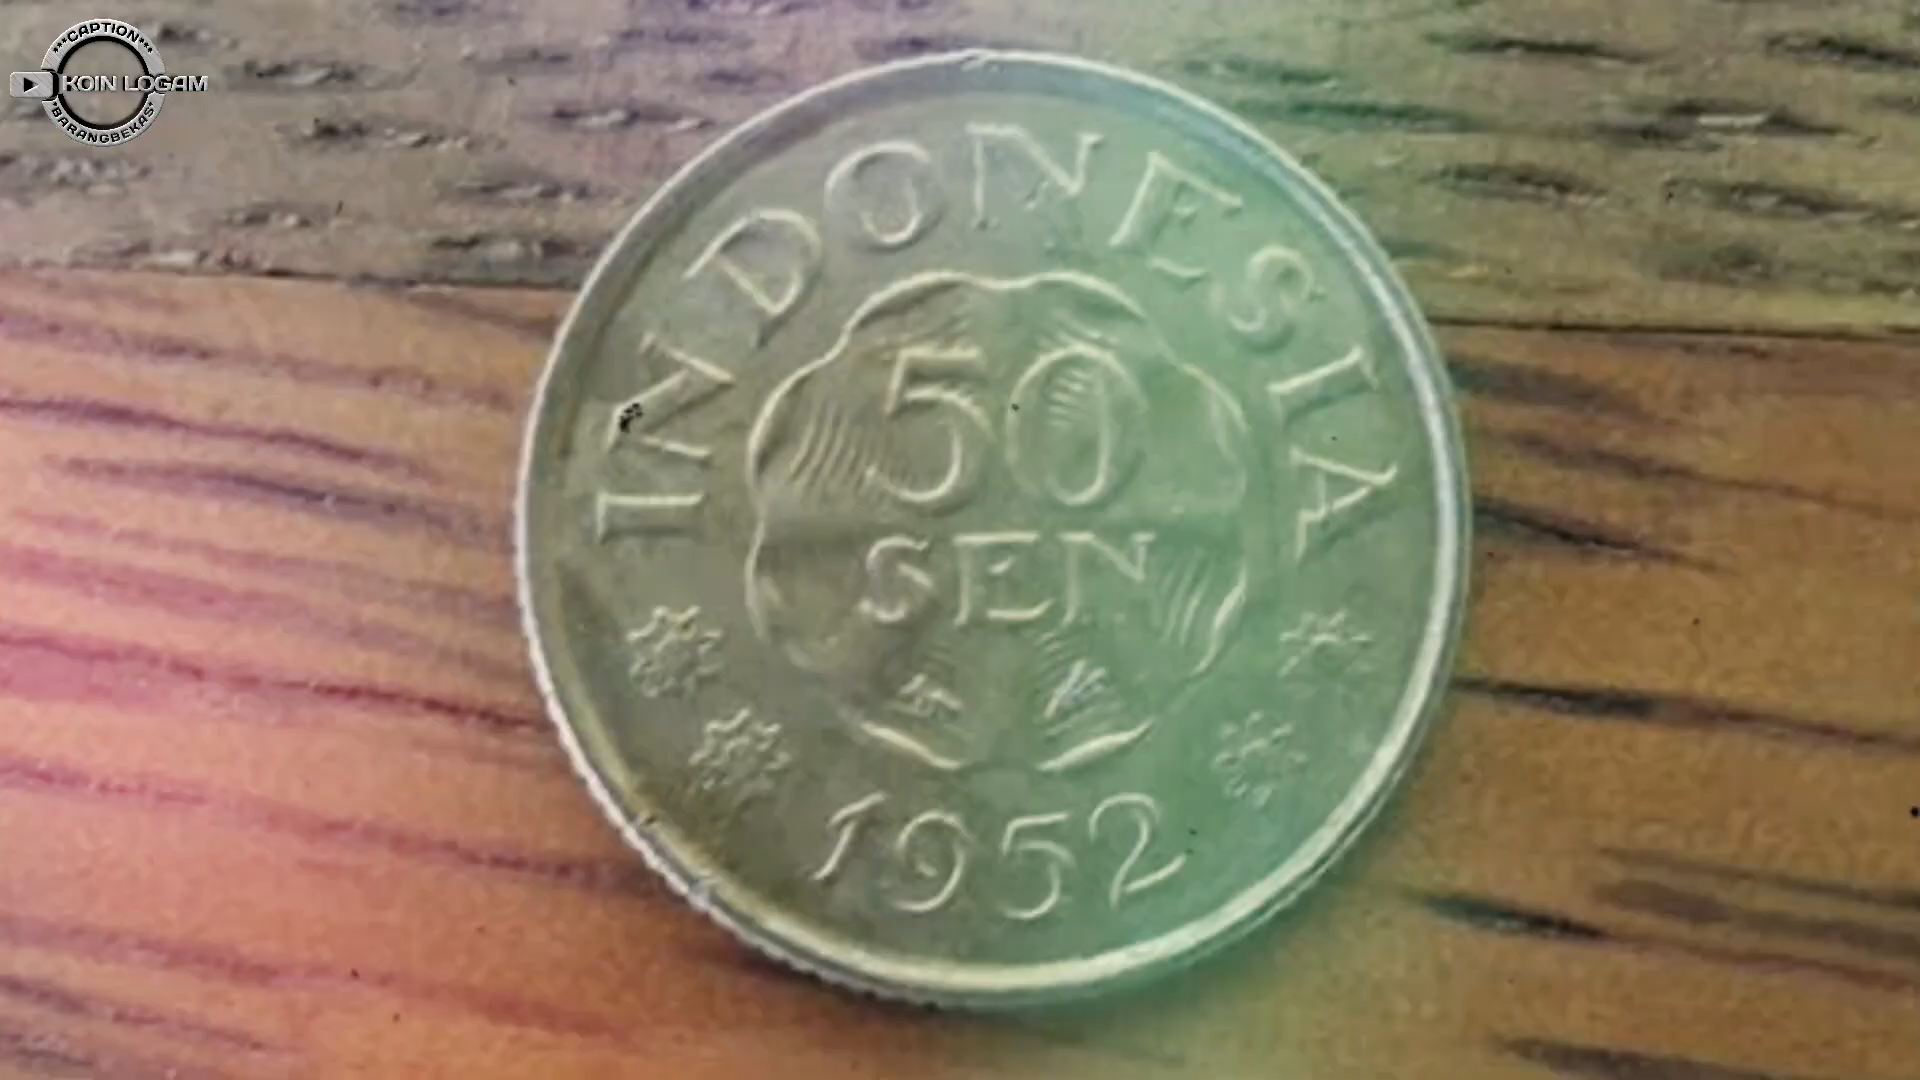 ***CAPTION***
KOIN LOGAM
*BARANGBEKAS*
INDONESIA
50
SEN
1952